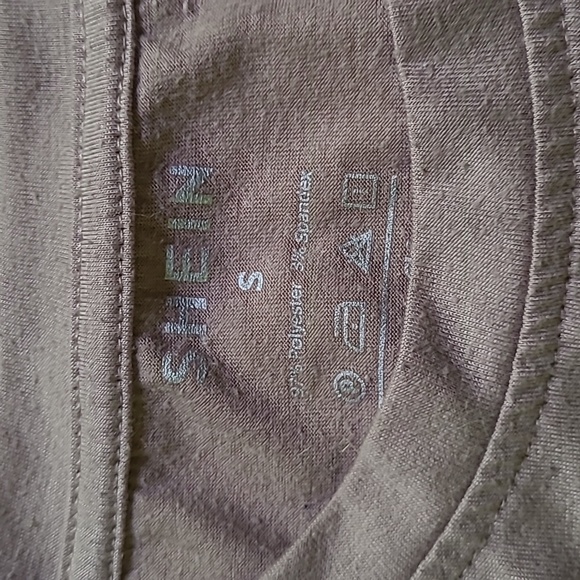 SHEIN
S
97% Polyester 3% Spandex